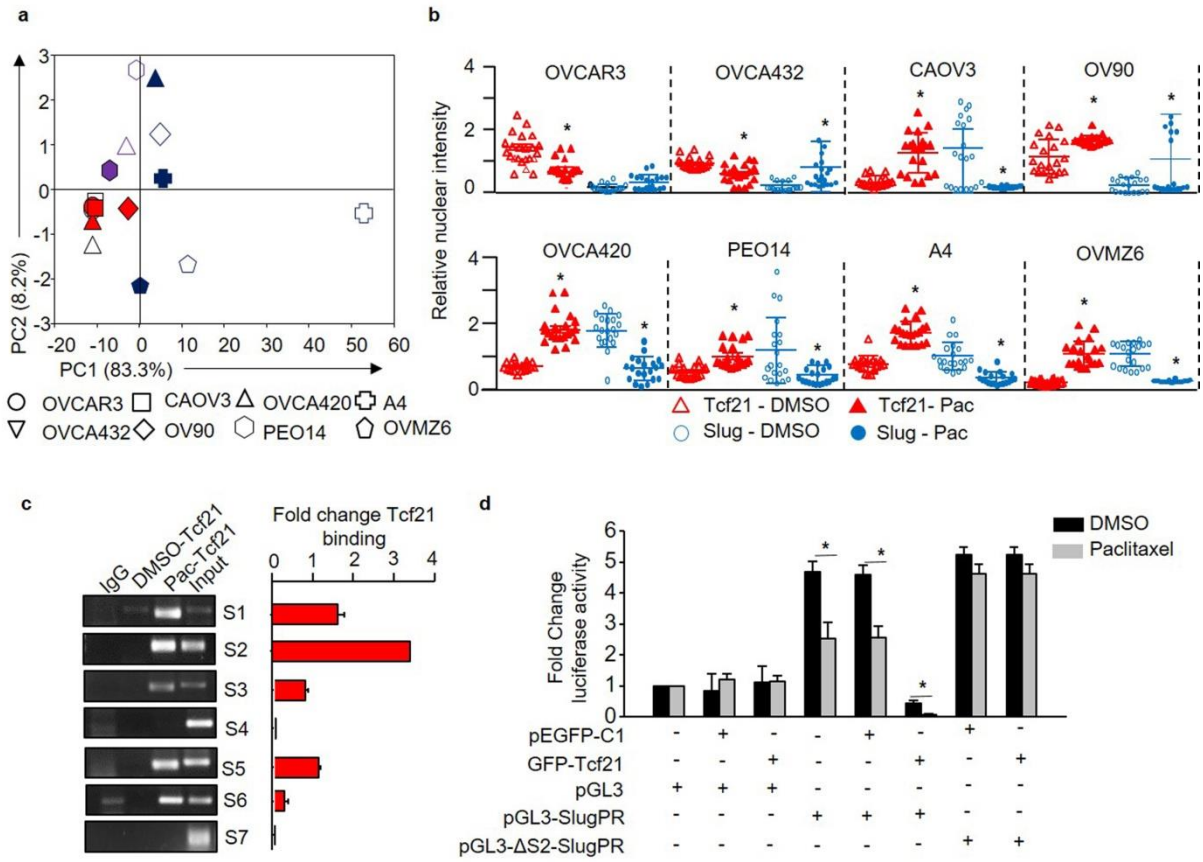 a
PC2 (8.2%)
3
2
1
0
-1
-2
-3
-20 -10 0 10 20 30 40 50 60
PC1 (83.3%)
OVCAR3 CAOV3 OVCA420 A4
OVCA432 OV90 PEO14 OVMZ6
b
Relative nuclear intensity
OVCAR3 OVCA432 CAOV3 OV90
4
2
0
* * * * * * *
OVCA420 PEO14 A4 OVMZ6
4
2
0
* * * * * * * *
Tcf21 - DMSO Tcf21- Pac
Slug - DMSO Slug - Pac
c
IgG
DMSO-Tcf21
Pac-Tcf21
Input
Fold change Tcf21
binding
0 1 2 3 4
S1
S2
S3
S4
S5
S6
S7
d
DMSO
Paclitaxel
Fold Change
luciferase activity
6
5
4
3
2
1
0
* * *
pEGFP-C1 - + - - + - + -
GFP-Tcf21 - - + - - + - +
pGL3 + + + - - - - -
pGL3-SlugPR - - - + + + - -
pGL3-ΔS2-SlugPR - - - - - - + +